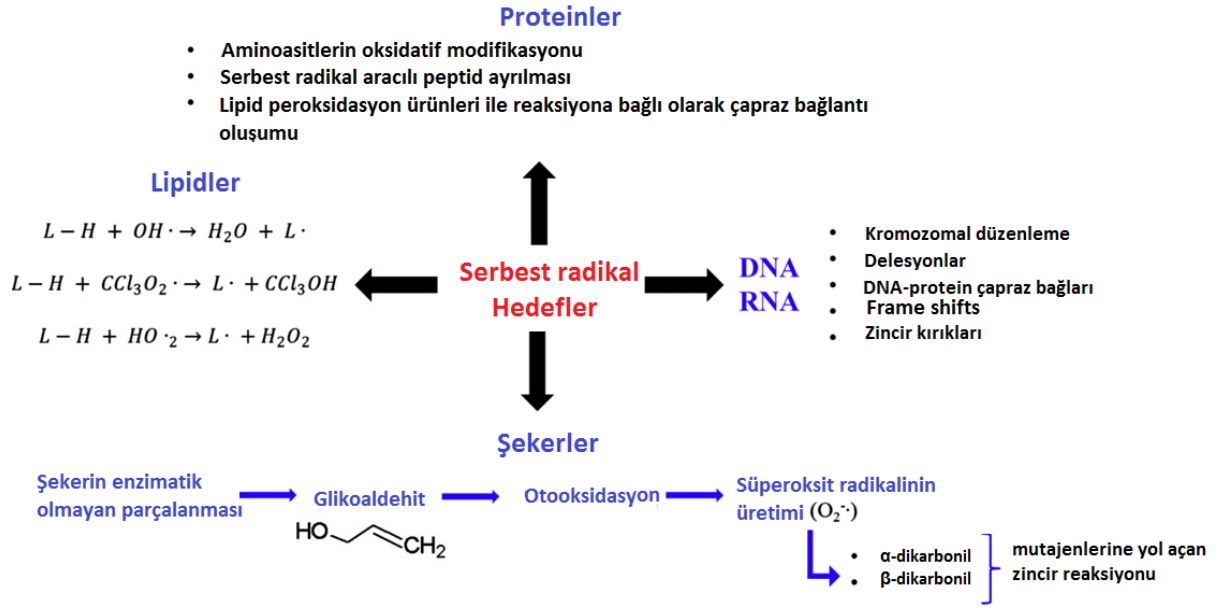 Proteinler
• Aminoasitlerin oksidatif modifikasyonu
• Serbest radikal aracılı peptid ayrılması
• Lipid peroksidasyon ürünleri ile reaksiyona bağlı olarak çapraz bağlantı
oluşumu
Lipidler
L − H + OH· → H₂O + L·
L − H + CCl₃O₂· → L· + CCl₃OH
L − H + HO·₂ → L· + H₂O₂
Serbest radikal
Hedefler
DNA
RNA
• Kromozomal düzenleme
• Delesyonlar
• DNA-protein çapraz bağları
• Frame shifts
• Zincir kırıkları
Şekerler
Şekerin enzimatik
olmayan parçalanması
Glikoaldehit
HO CH₂
Otooksidasyon
Süperoksit radikalinin
üretimi (O₂⁻·)
• α-dikarbonil
• β-dikarbonil
mutajenlerine yol açan
zincir reaksiyonu